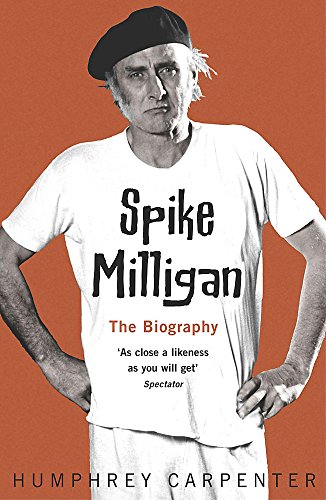 Spike
Milligan
The Biography
‘As close a likeness
as you will get’
Spectator
HUMPHREY CARPENTER